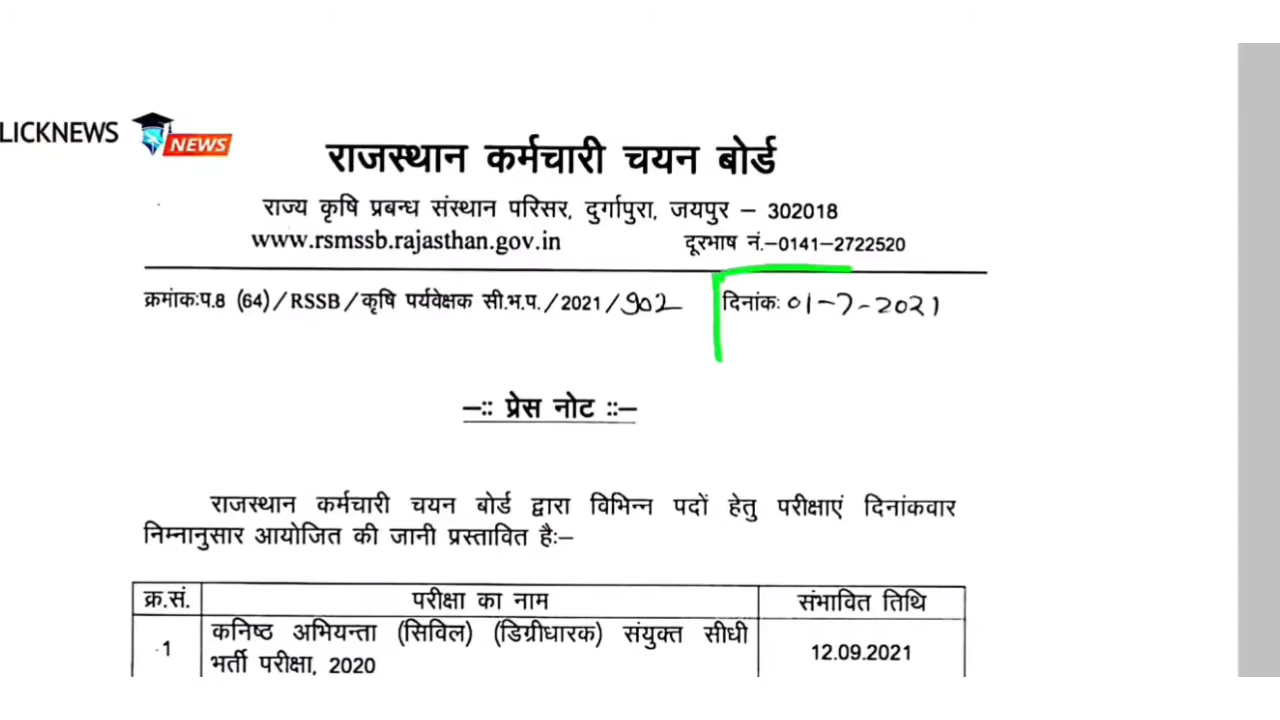 LICKNEWS
NEWS
राजस्थान कर्मचारी चयन बोर्ड
राज्य कृषि प्रबन्ध संस्थान परिसर, दुर्गापुरा, जयपुर – 302018
www.rsmssb.rajasthan.gov.in दूरभाष नं.–0141–2722520
क्रमांकःप.8 (64)/RSSB/कृषि पर्यवेक्षक सी.भ.प./2021/902 दिनांकः 01-7-2021
–:: प्रेस नोट ::–
राजस्थान कर्मचारी चयन बोर्ड द्वारा विभिन्न पदों हेतु परीक्षाएं दिनांकवार
निम्नानुसार आयोजित की जानी प्रस्तावित हैः–
क्र.सं. परीक्षा का नाम संभावित तिथि
1 कनिष्ठ अभियन्ता (सिविल) (डिग्रीधारक) संयुक्त सीधी भर्ती परीक्षा, 2020 12.09.2021